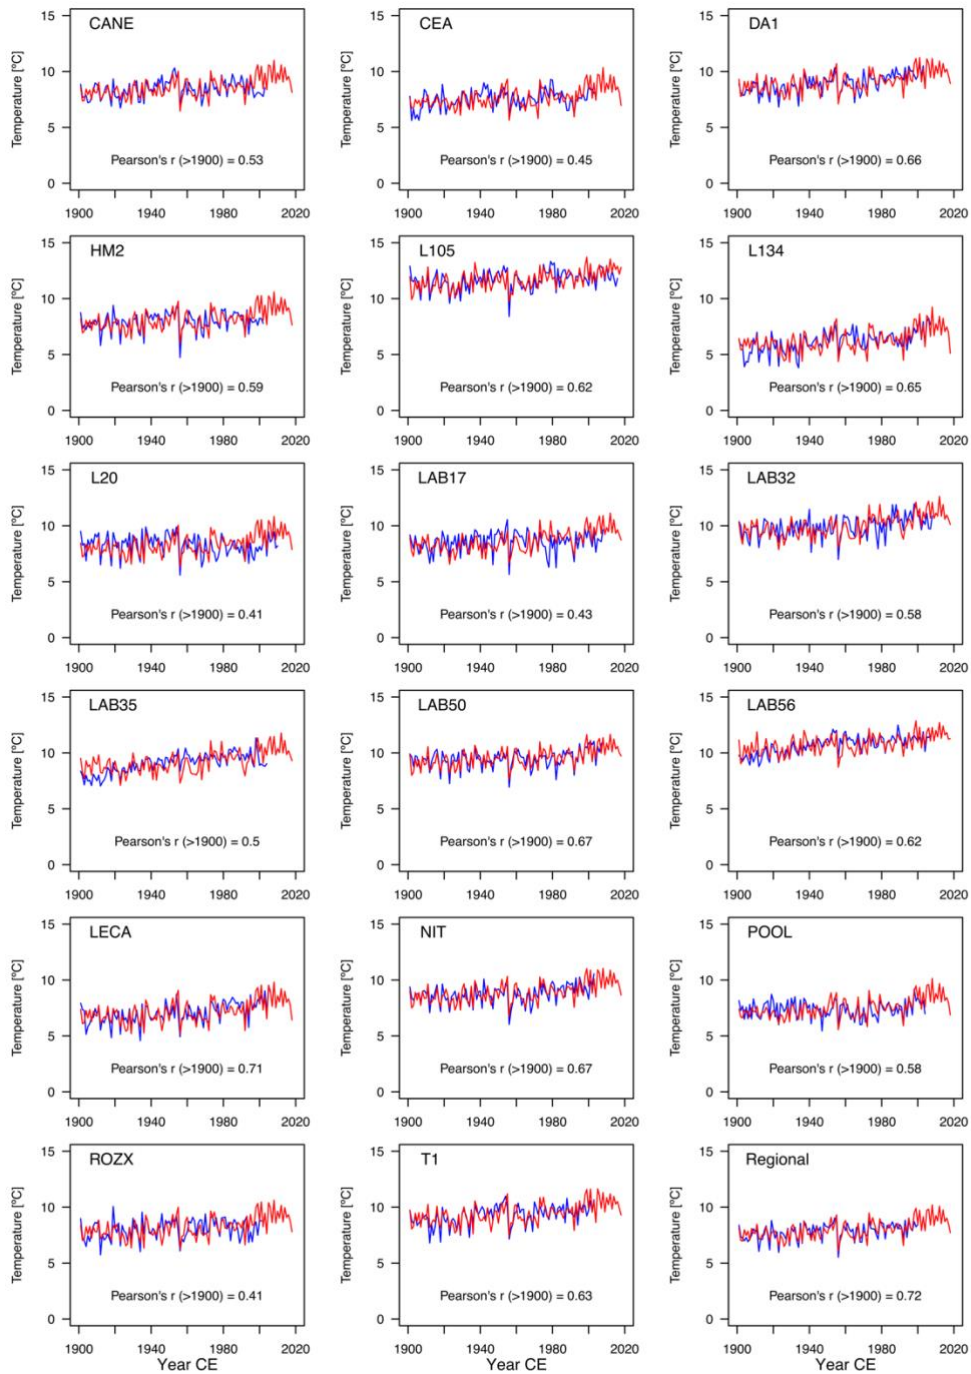 CANE
Temperature [°C]
15
10
5
0
Pearson's r (>1900) = 0.53
1900 1940 1980 2020
CEA
Temperature [°C]
15
10
5
0
Pearson's r (>1900) = 0.45
1900 1940 1980 2020
DA1
Temperature [°C]
15
10
5
0
Pearson's r (>1900) = 0.66
1900 1940 1980 2020
HM2
Temperature [°C]
15
10
5
0
Pearson's r (>1900) = 0.59
1900 1940 1980 2020
L105
Temperature [°C]
15
10
5
0
Pearson's r (>1900) = 0.62
1900 1940 1980 2020
L134
Temperature [°C]
15
10
5
0
Pearson's r (>1900) = 0.65
1900 1940 1980 2020
L20
Temperature [°C]
15
10
5
0
Pearson's r (>1900) = 0.41
1900 1940 1980 2020
LAB17
Temperature [°C]
15
10
5
0
Pearson's r (>1900) = 0.43
1900 1940 1980 2020
LAB32
Temperature [°C]
15
10
5
0
Pearson's r (>1900) = 0.58
1900 1940 1980 2020
LAB35
Temperature [°C]
15
10
5
0
Pearson's r (>1900) = 0.5
1900 1940 1980 2020
LAB50
Temperature [°C]
15
10
5
0
Pearson's r (>1900) = 0.67
1900 1940 1980 2020
LAB56
Temperature [°C]
15
10
5
0
Pearson's r (>1900) = 0.62
1900 1940 1980 2020
LECA
Temperature [°C]
15
10
5
0
Pearson's r (>1900) = 0.71
1900 1940 1980 2020
NIT
Temperature [°C]
15
10
5
0
Pearson's r (>1900) = 0.67
1900 1940 1980 2020
POOL
Temperature [°C]
15
10
5
0
Pearson's r (>1900) = 0.58
1900 1940 1980 2020
ROZX
Temperature [°C]
15
10
5
0
Pearson's r (>1900) = 0.41
1900 1940 1980 2020
Year CE
T1
Temperature [°C]
15
10
5
0
Pearson's r (>1900) = 0.63
1900 1940 1980 2020
Year CE
Regional
Temperature [°C]
15
10
5
0
Pearson's r (>1900) = 0.72
1900 1940 1980 2020
Year CE